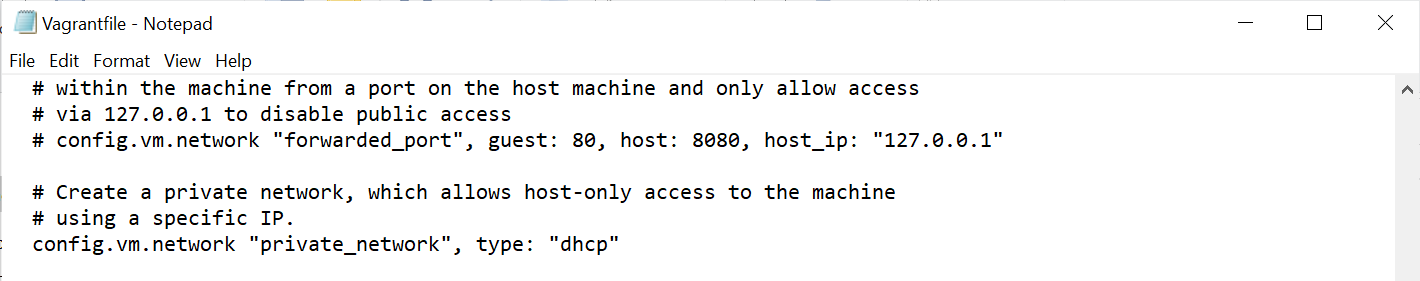 Vagrantfile - Notepad
File Edit Format View Help
# within the machine from a port on the host machine and only allow access
# via 127.0.0.1 to disable public access
# config.vm.network "forwarded_port", guest: 80, host: 8080, host_ip: "127.0.0.1"
# Create a private network, which allows host-only access to the machine
# using a specific IP.
config.vm.network "private_network", type: "dhcp"